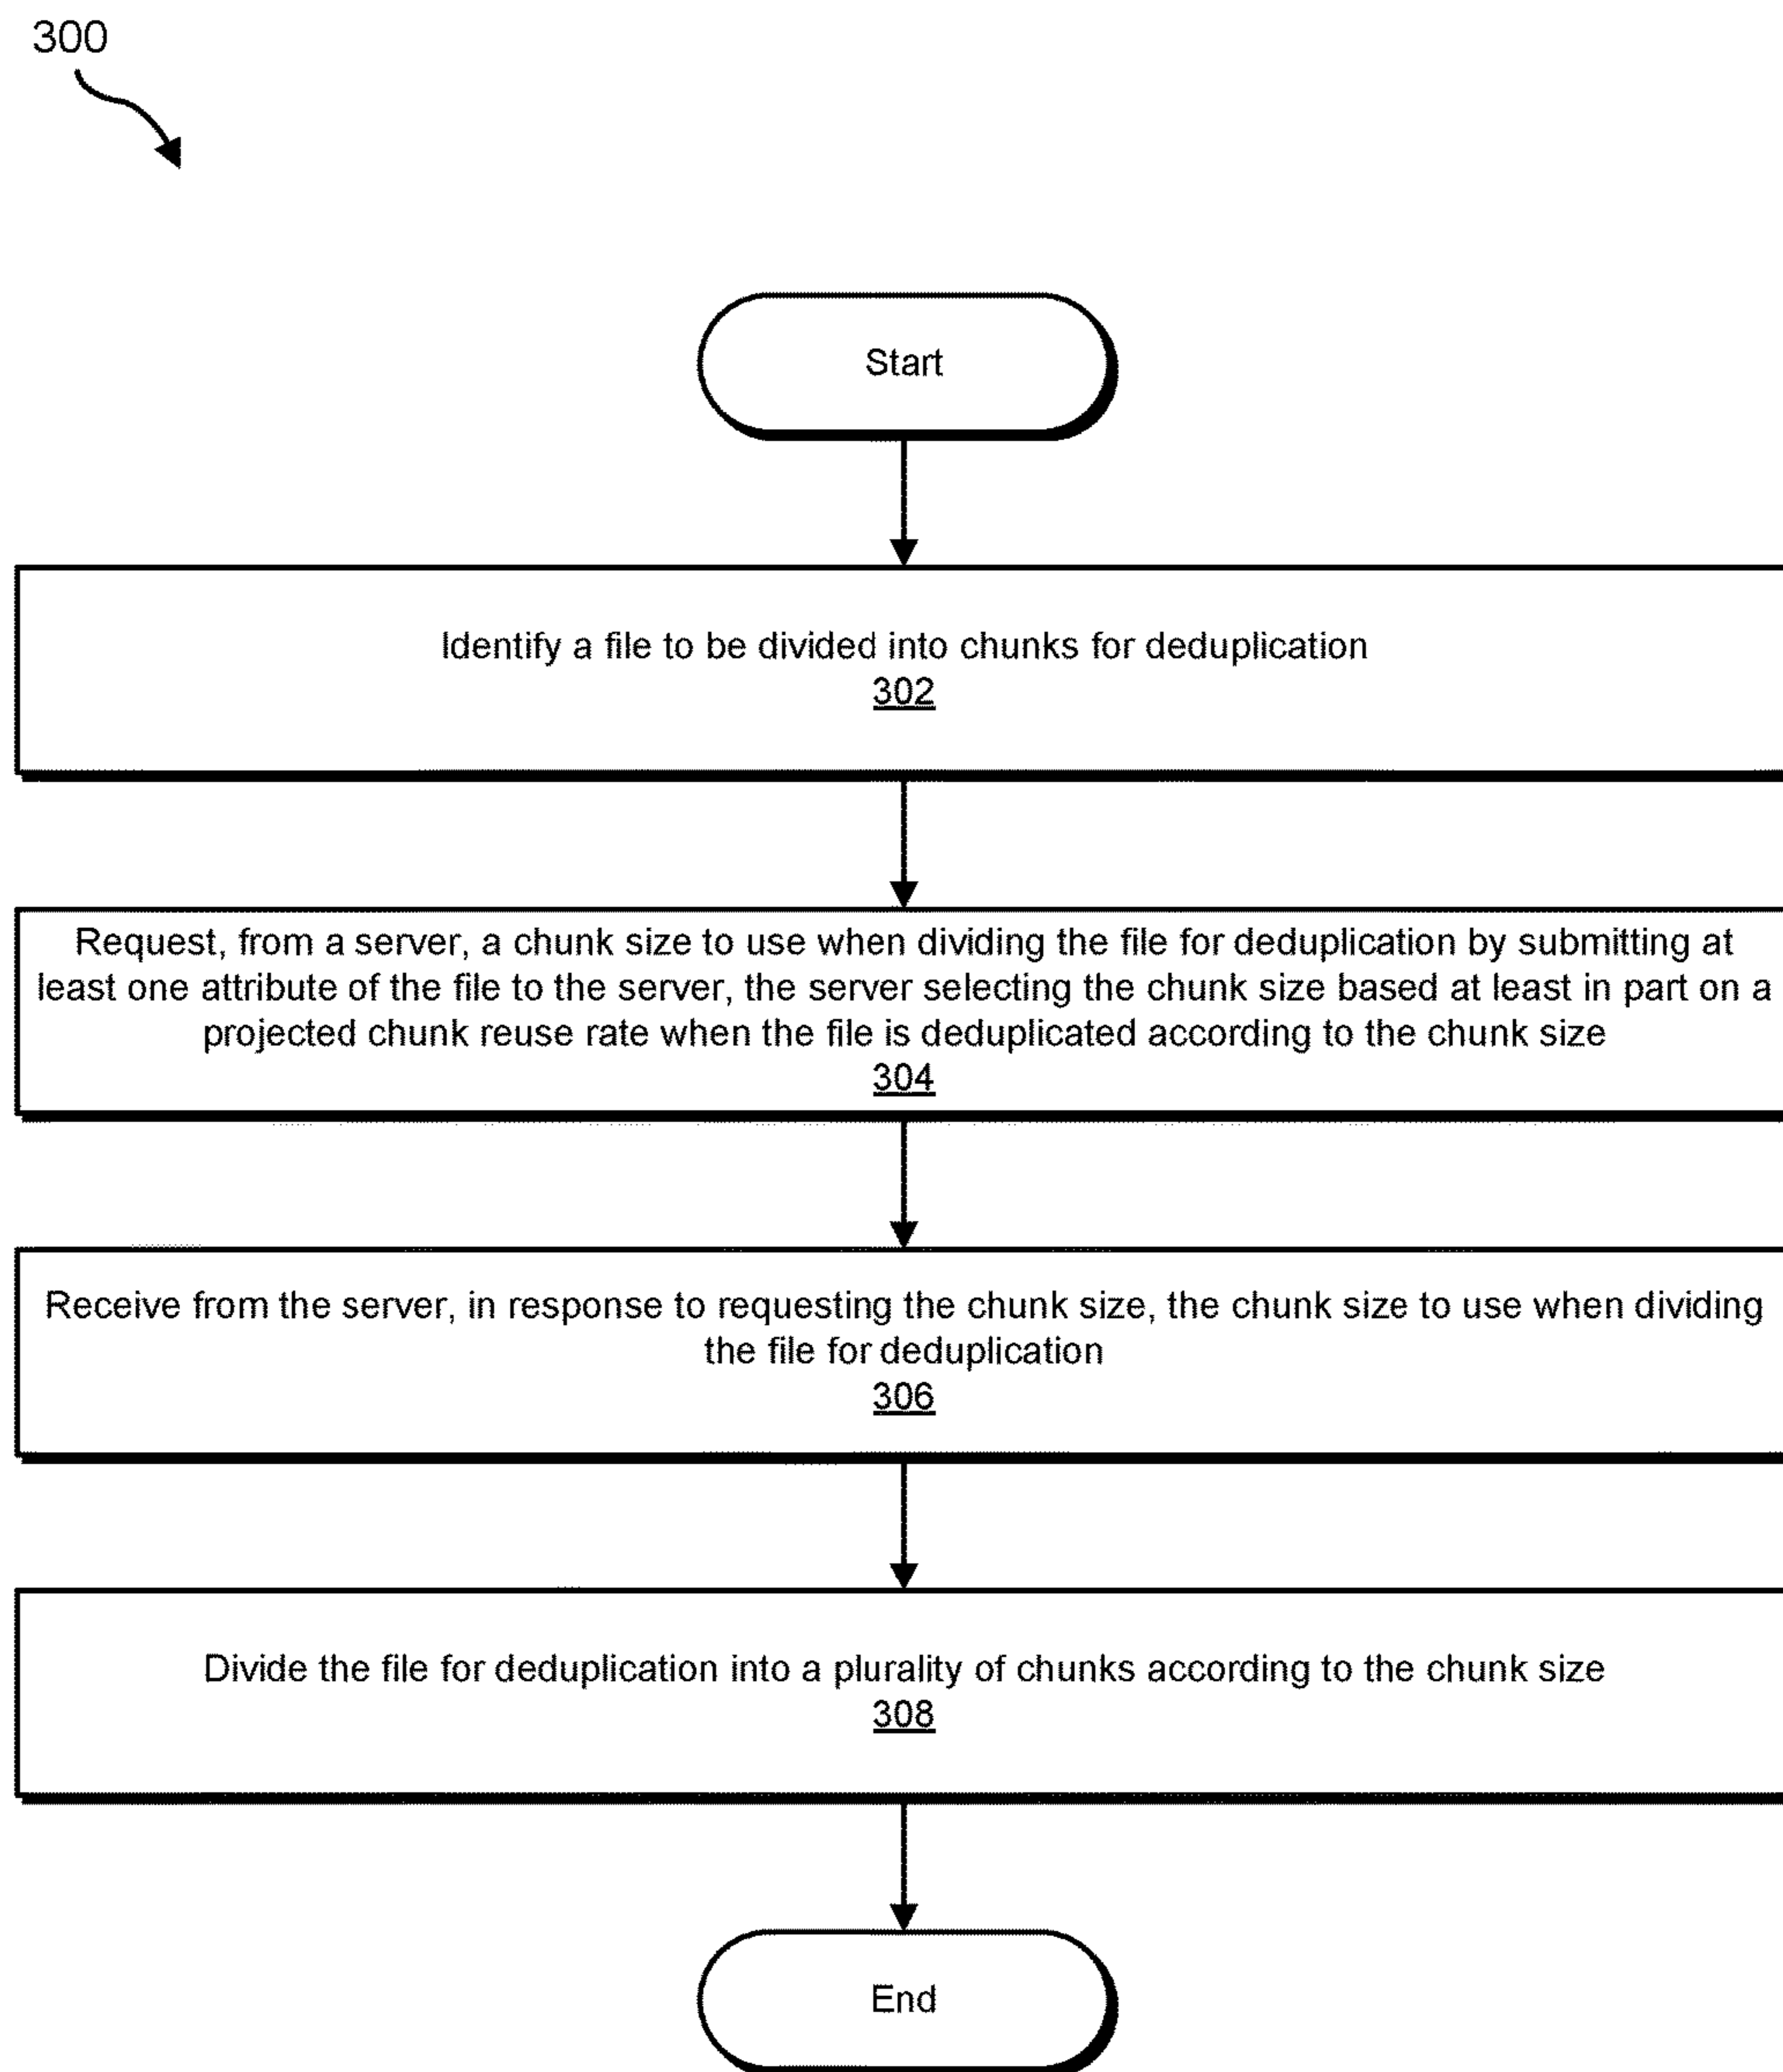 300
Start
Identify a file to be divided into chunks for deduplication
302
Request, from a server, a chunk size to use when dividing the file for deduplication by submitting at
least one attribute of the file to the server, the server selecting the chunk size based at least in part on a
projected chunk reuse rate when the file is deduplicated according to the chunk size
304
Receive from the server, in response to requesting the chunk size, the chunk size to use when dividing
the file for deduplication
306
Divide the file for deduplication into a plurality of chunks according to the chunk size
308
End